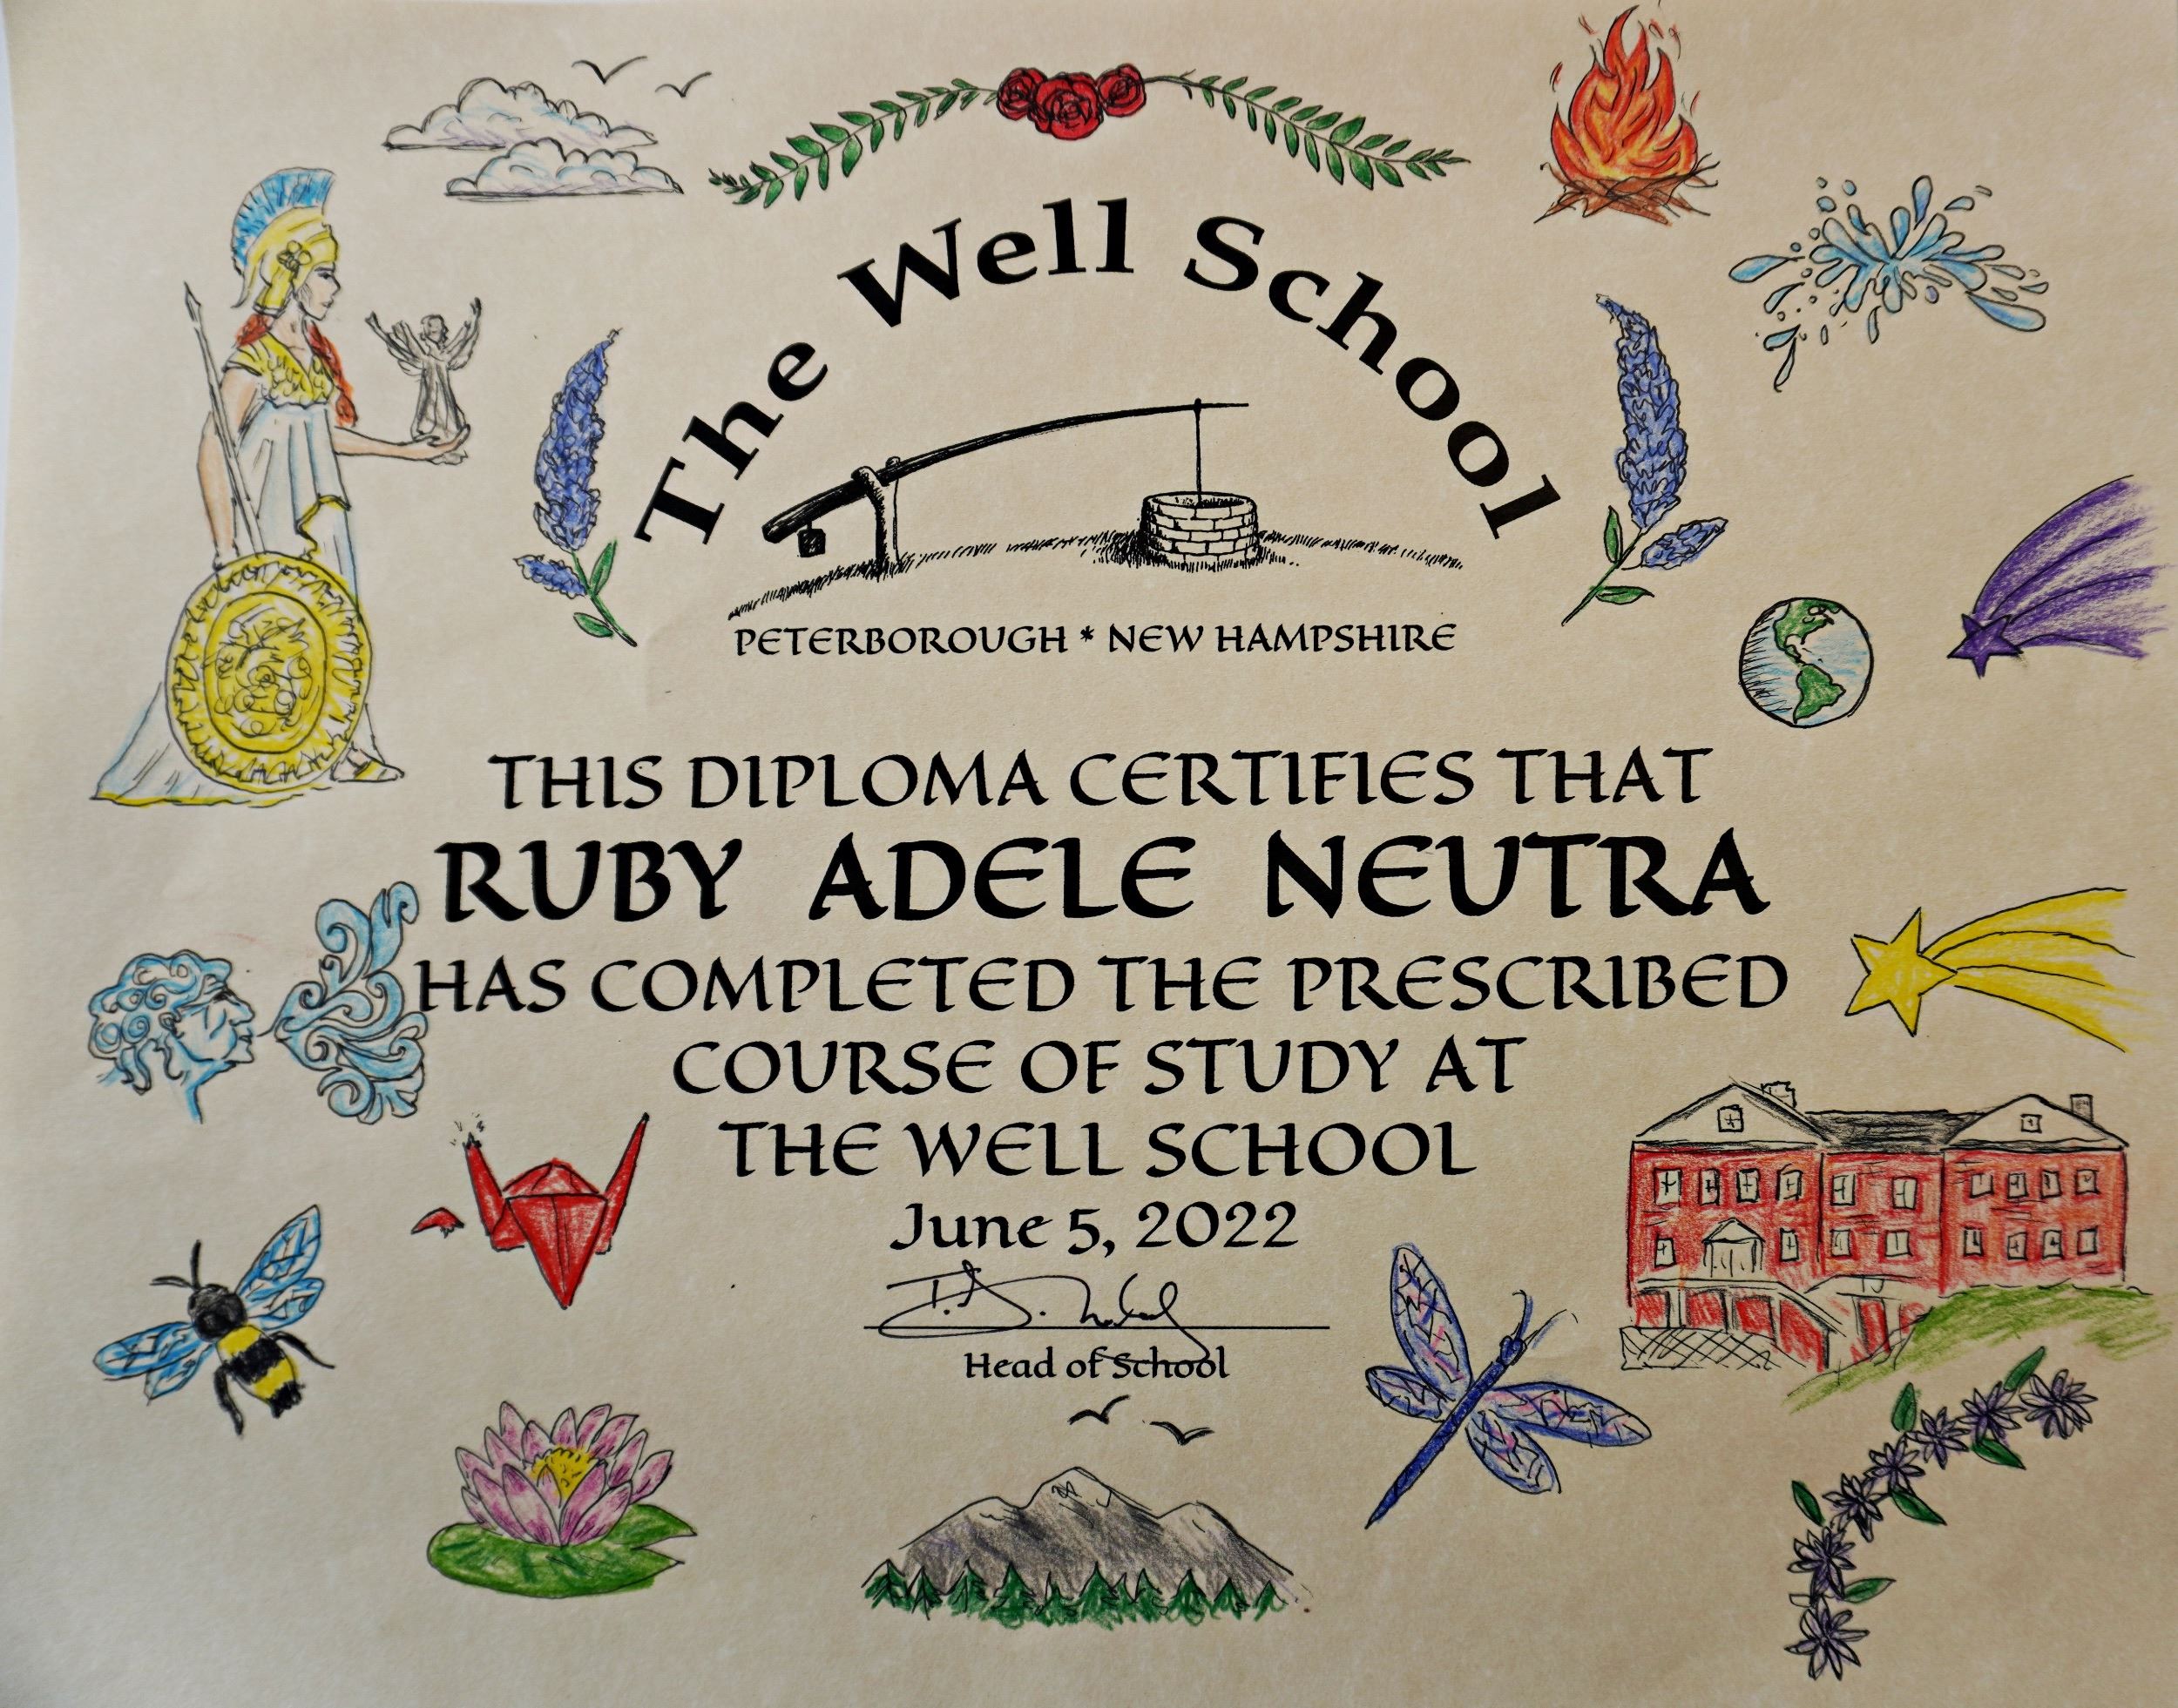 The Well School
PETERBOROUGH * NEW HAMPSHIRE
THIS DIPLOMA CERTIFIES THAT
RUBY ADELE NEUTRA
HAS COMPLETED THE PRESCRIBED
COURSE OF STUDY AT
THE WELL SCHOOL
June 5, 2022
Head of School